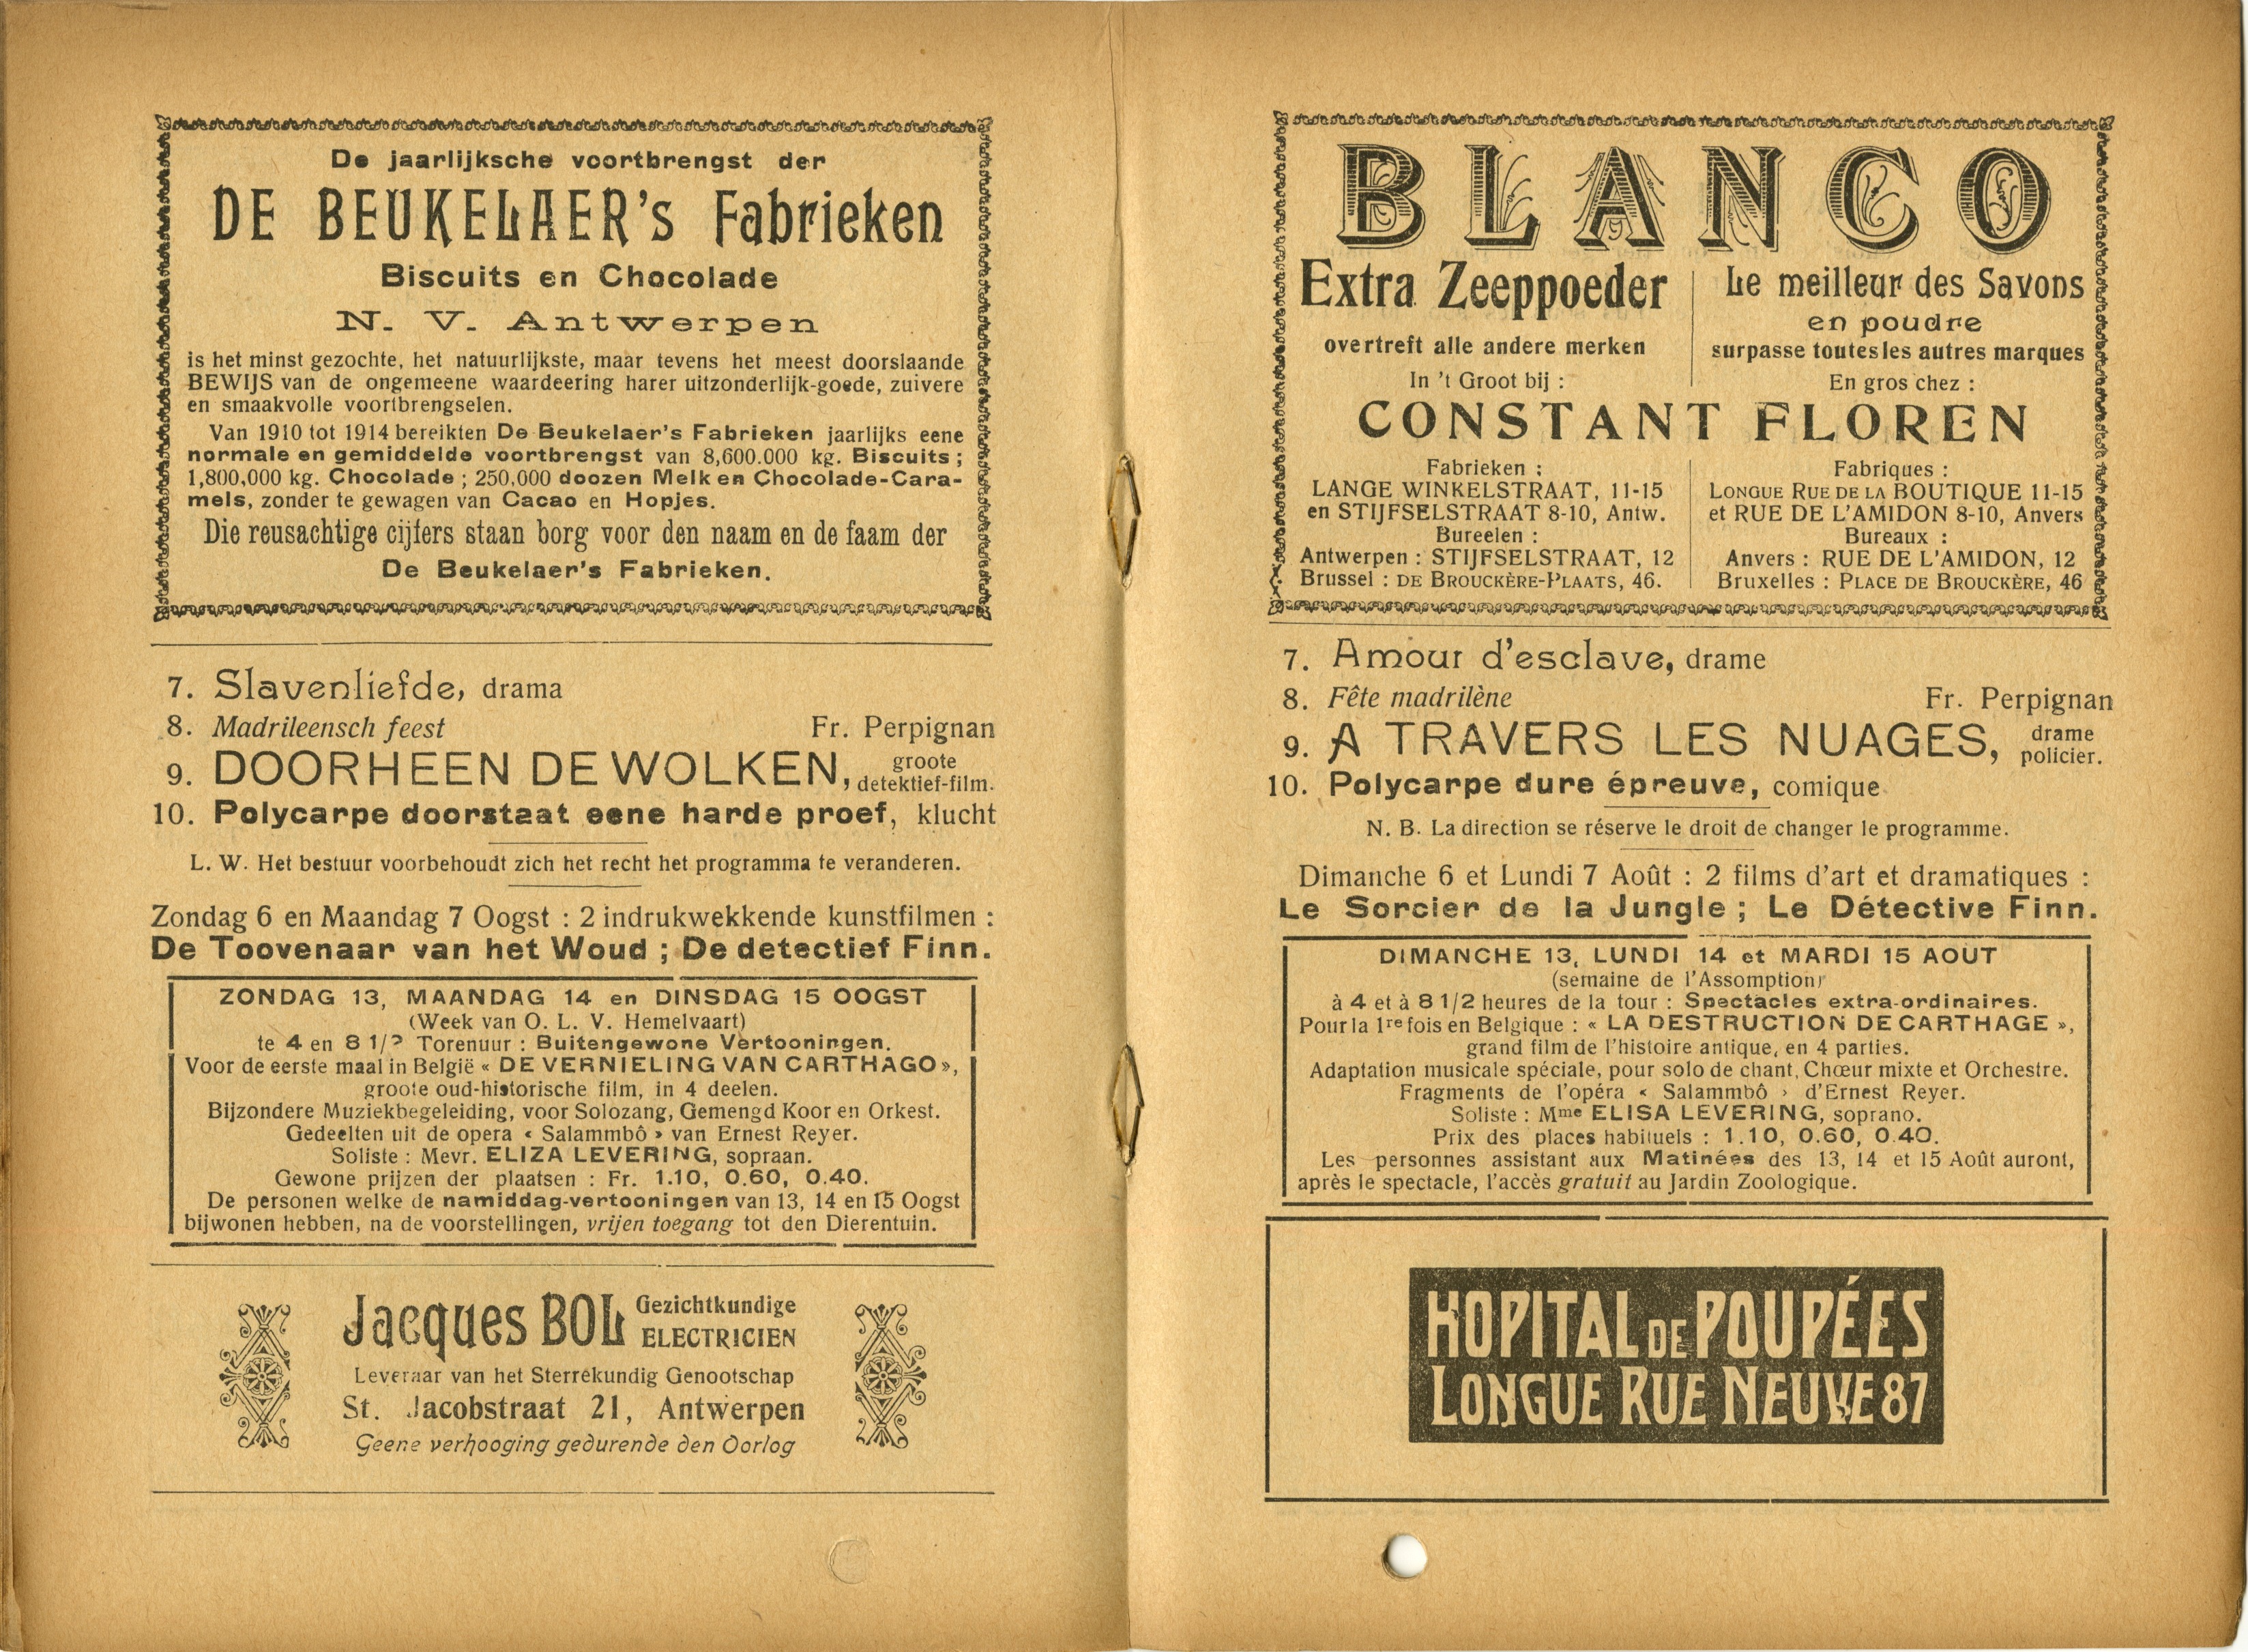 De jaarlijksche voortbrengst der
DE BEUKELAER's Fabrieken
Biscuits en Chocolade
N. V. Antwerpen
is het minst gezochte, het natuurlijkste, maar tevens het meest doorslaande
BEWIJS van de ongemeene waardeering harer uitzonderlijk-goede, zuivere
en smaakvolle voortbrengselen.
Van 1910 tot 1914 bereikten De Beukelaer's Fabrieken jaarlijks eene
normale en gemiddelde voortbrengst van 8,600.000 kg. Biscuits ;
1,800,000 kg. Chocolade ; 250,000 doozen Melk en Chocolade-Cara-
mels, zonder te gewagen van Cacao en Hopjes.
Die reusachtige cijfers staan borg voor den naam en de faam der
De Beukelaer's Fabrieken.
7. Slavenliefde, drama
8. Madrileensch feest Fr. Perpignan
9. DOORHEEN DE WOLKEN, groote detektief-film.
10. Polycarpe doorstaat eene harde proef, klucht
L. W. Het bestuur voorbehoudt zich het recht het programma te veranderen.
Zondag 6 en Maandag 7 Oogst : 2 indrukwekkende kunstfilmen :
De Toovenaar van het Woud ; De detectief Finn.
ZONDAG 13, MAANDAG 14 en DINSDAG 15 OOGST
(Week van O. L. V. Hemelvaart)
te 4 en 8 1/2 Torenuur : Buitengewone Vertooningen.
Voor de eerste maal in België « DE VERNIELING VAN CARTHAGO »,
groote oud-historische film, in 4 deelen.
Bijzondere Muziekbegeleiding, voor Solozang, Gemengd Koor en Orkest.
Gedeelten uit de opera « Salammbô » van Ernest Reyer.
Soliste : Mevr. ELIZA LEVERING, sopraan.
Gewone prijzen der plaatsen : Fr. 1.10, 0.60, 0.40.
De personen welke de namiddag-vertooningen van 13, 14 en 15 Oogst
bijwonen hebben, na de voorstellingen, vrijen toegang tot den Dierentuin.
Jacques BOL Gezichtkundige
ELECTRICIEN
Leveraar van het Sterrekundig Genootschap
St. Jacobstraat 21, Antwerpen
Geene verhooging gedurende den Oorlog
BLANCO
Extra Zeeppoeder
overtreft alle andere merken
In 't Groot bij :
Le meilleur des Savons
en poudre
surpasse toutes les autres marques
En gros chez :
CONSTANT FLOREN
Fabrieken :
LANGE WINKELSTRAAT, 11-15
en STIJFSELSTRAAT 8-10, Antw.
Bureelen :
Antwerpen : STIJFSELSTRAAT, 12
Brussel : DE BROUCKÈRE-PLAATS, 46.
Fabriques :
LONGUE RUE DE LA BOUTIQUE 11-15
et RUE DE L'AMIDON 8-10, Anvers
Bureaux :
Anvers : RUE DE L'AMIDON, 12
Bruxelles : PLACE DE BROUCKÈRE, 46
7. Amour d'esclave, drame
8. Fête madrilène Fr. Perpignan
9. A TRAVERS LES NUAGES, drame policier.
10. Polycarpe dure épreuve, comique
N. B. La direction se réserve le droit de changer le programme.
Dimanche 6 et Lundi 7 Août : 2 films d'art et dramatiques :
Le Sorcier de la Jungle ; Le Détective Finn.
DIMANCHE 13, LUNDI 14 et MARDI 15 AOUT
(semaine de l'Assomption)
à 4 et à 8 1/2 heures de la tour : Spectacles extra-ordinaires.
Pour la 1re fois en Belgique : « LA DESTRUCTION DE CARTHAGE »,
grand film de l'histoire antique, en 4 parties.
Adaptation musicale spéciale, pour solo de chant, Chœur mixte et Orchestre.
Fragments de l'opéra « Salammbô » d'Ernest Reyer.
Soliste : Mme ELISA LEVERING, soprano.
Prix des places habituels : 1.10, 0.60, 0.40.
Les personnes assistant aux Matinées des 13, 14 et 15 Août auront,
après le spectacle, l'accès gratuit au Jardin Zoologique.
HOPITAL DE POUPÉES
LONGUE RUE NEUVE 87